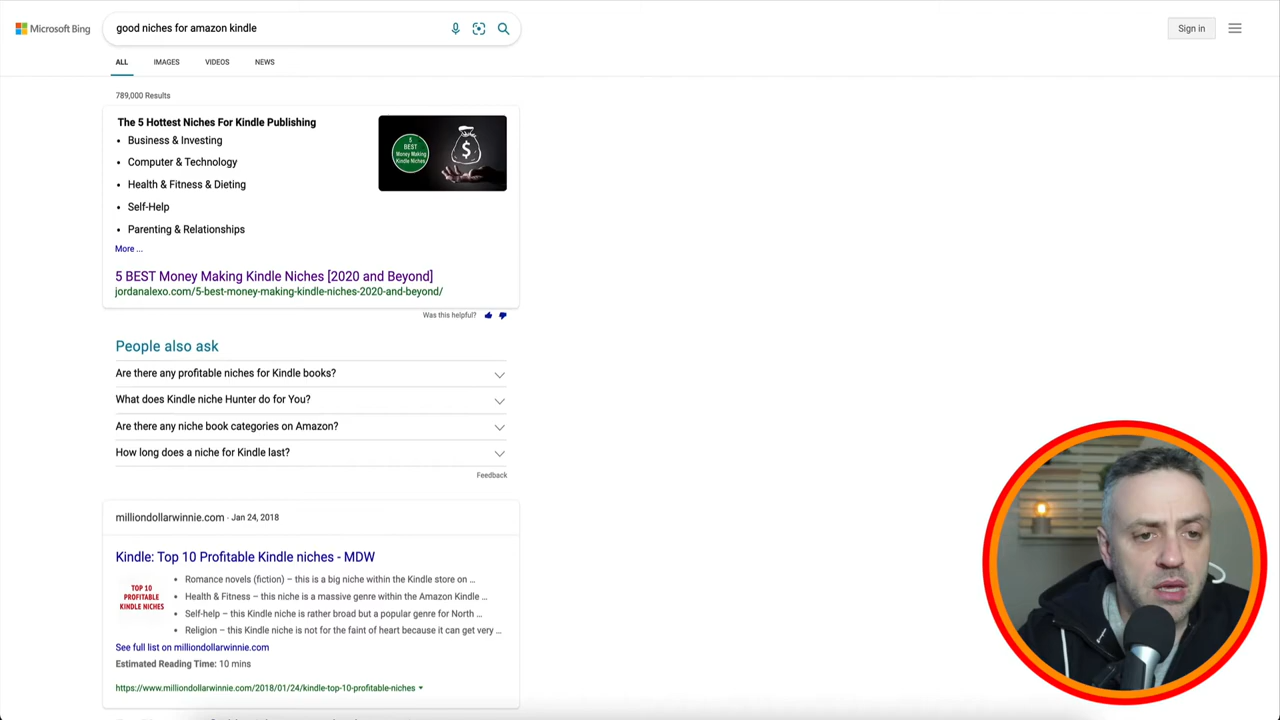 Microsoft Bing
good niches for amazon kindle
Sign in
ALL
IMAGES
VIDEOS
NEWS
789,000 Results
The 5 Hottest Niches For Kindle Publishing
• Business & Investing
• Computer & Technology
• Health & Fitness & Dieting
• Self-Help
• Parenting & Relationships
More ...
5
BEST
Money Making
Kindle Niches
$
5 BEST Money Making Kindle Niches [2020 and Beyond]
jordanalexo.com/5-best-money-making-kindle-niches-2020-and-beyond/
Was this helpful?
People also ask
Are there any profitable niches for Kindle books?
What does Kindle niche Hunter do for You?
Are there any niche book categories on Amazon?
How long does a niche for Kindle last?
Feedback
milliondollarwinnie.com · Jan 24, 2018
Kindle: Top 10 Profitable Kindle niches - MDW
TOP 10
PROFITABLE
KINDLE NICHES
• Romance novels (fiction) – this is a big niche within the Kindle store on ...
• Health & Fitness – this niche is a massive genre within the Amazon Kindle ...
• Self-help – this Kindle niche is rather broad but a popular genre for North ...
• Religion – this Kindle niche is not for the faint of heart because it can get very ...
See full list on milliondollarwinnie.com
Estimated Reading Time: 10 mins
https://www.milliondollarwinnie.com/2018/01/24/kindle-top-10-profitable-niches